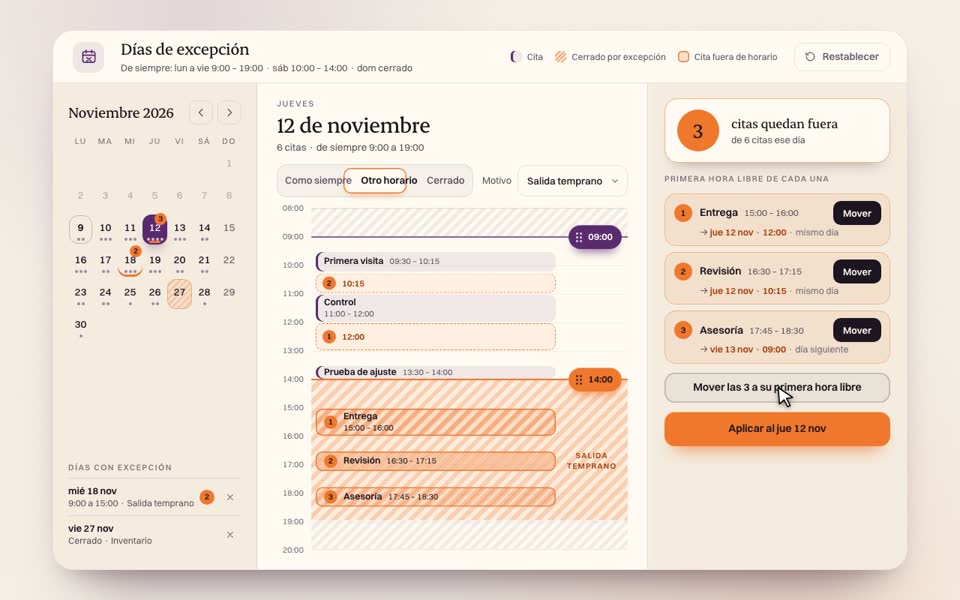 Días de excepción
De siempre: lun a vie 9:00 – 19:00 · sáb 10:00 – 14:00 · dom cerrado
Cita
Cerrado por excepción
Cita fuera de horario
Restablecer
Noviembre 2026
LU MA MI JU VI SÁ DO
1
2 3 4 5 6 7 8
9 10 11 12 3 13 14 15
16 17 18 2 19 20 21 22
23 24 25 26 27 28 29
30
DÍAS CON EXCEPCIÓN
mié 18 nov
9:00 a 15:00 · Salida temprano 2
vie 27 nov
Cerrado · Inventario
JUEVES
12 de noviembre
6 citas · de siempre 9:00 a 19:00
Como siempre Otro horario Cerrado Motivo Salida temprano
08:00
09:00 09:00
Primera visita 09:30 – 10:15
10:00
2 10:15
11:00
Control
11:00 – 12:00
12:00
1 12:00
13:00
Prueba de ajuste 13:30 – 14:00
14:00 14:00
15:00
1 Entrega
15:00 – 16:00
16:00
2 Revisión 16:30 – 17:15
SALIDA
TEMPRANO
17:00
3 Asesoría 17:45 – 18:30
18:00
19:00
20:00
3
citas quedan fuera
de 6 citas ese día
PRIMERA HORA LIBRE DE CADA UNA
1 Entrega 15:00 – 16:00 Mover
→ jue 12 nov · 12:00 · mismo día
2 Revisión 16:30 – 17:15 Mover
→ jue 12 nov · 10:15 · mismo día
3 Asesoría 17:45 - 18:30 Mover
→ vie 13 nov · 09:00 · día siguiente
Mover las 3 a su primera hora libre
Aplicar al jue 12 nov